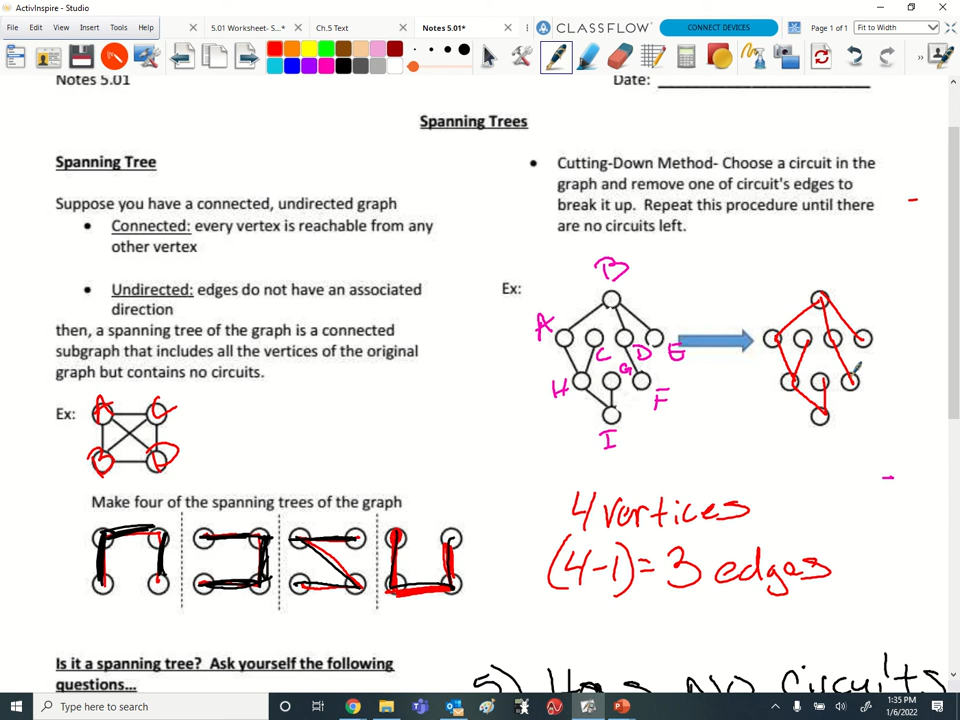 ActivInspire - Studio
File Edit View Insert Tools Help
5.01 Worksheet- S...*
Ch.5 Text
Notes 5.01*
CLASSFLOW
CONNECT DEVICES
Page 1 of 1
Fit to Width
Notes 5.01
Date:
Spanning Trees
Spanning Tree
Suppose you have a connected, undirected graph
• Connected: every vertex is reachable from any
other vertex
• Undirected: edges do not have an associated
direction
then, a spanning tree of the graph is a connected
subgraph that includes all the vertices of the original
graph but contains no circuits.
Ex:
A C
B D
Make four of the spanning trees of the graph
Is it a spanning tree? Ask yourself the following
questions...
• Cutting-Down Method- Choose a circuit in the
graph and remove one of circuit's edges to
break it up. Repeat this procedure until there
are no circuits left.
Ex:
B
A C D E
H G F
I
4 vertices
(4-1)= 3 edges
5) Has no circuits
Type here to search
1:35 PM
1/6/2022